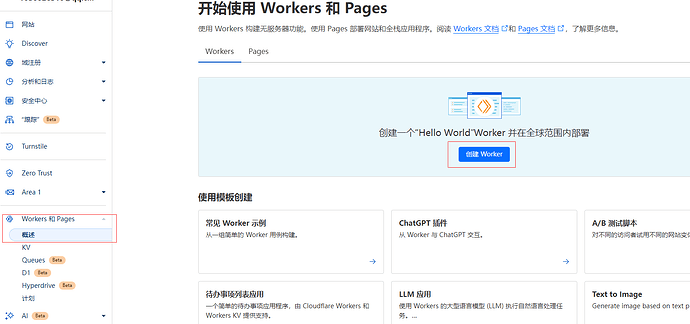 网站
Discover
域注册
分析和日志
安全中心
"跟踪" Beta
Turnstile
Zero Trust
Area 1
Workers 和 Pages
概述
KV
Queues Beta
D1 Beta
Hyperdrive Beta
计划
AI Beta
开始使用 Workers 和 Pages
使用 Workers 构建无服务器功能。使用 Pages 部署网站和全栈应用程序。阅读 Workers 文档 和 Pages 文档，了解更多信息。
Workers Pages
创建一个"Hello World"Worker 并在全球范围内部署
创建 Worker
使用模板创建
常见 Worker 示例
从一组简单的 Worker 用例构建。
ChatGPT 插件
从 Worker 与 ChatGPT 交互。
A/B 测试脚本
对不同的访问者试用不同的网站变
待办事项列表应用
一个简单的待办事项应用程序，由 Cloudflare Workers 和
Workers KV 提供支持。
LLM 应用
使用 Workers 的大型语言模型 (LLM) 执行自然语言处理任
务。...
Text to Image
Generate image based on text p